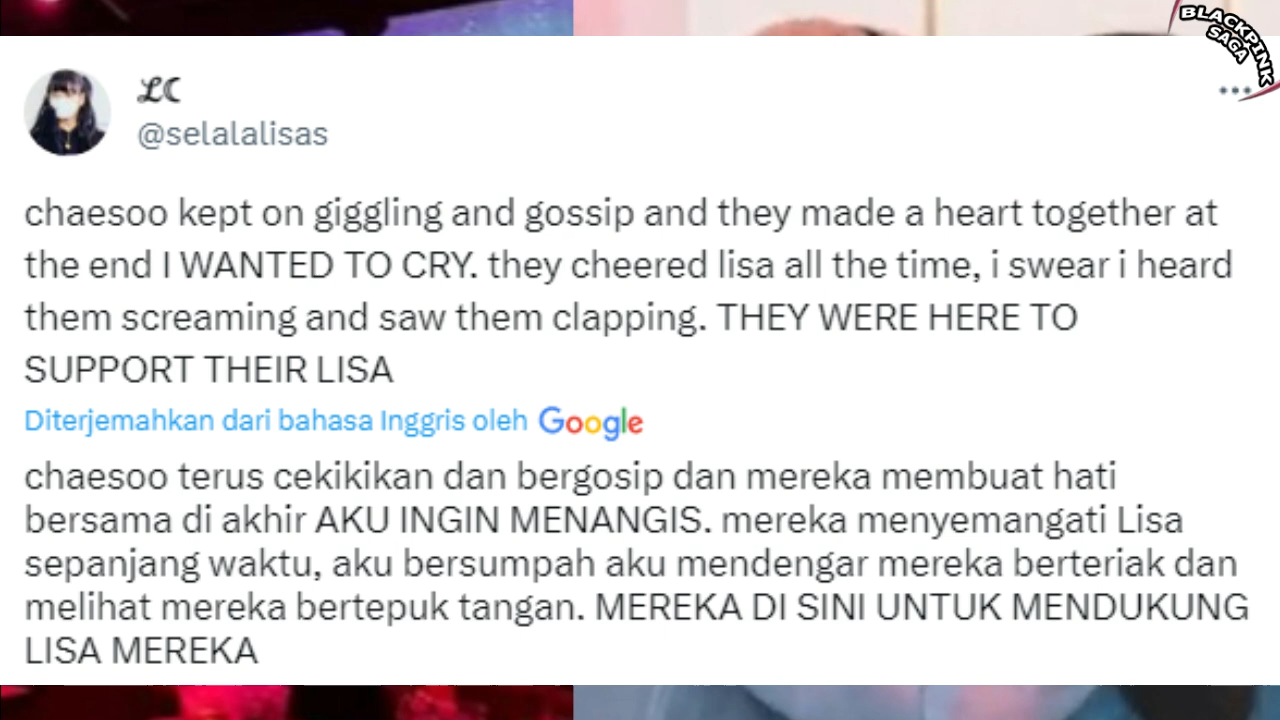 BLACKPINK
SAGA
ℒℂ
@selalalisas
chaesoo kept on giggling and gossip and they made a heart together at
the end I WANTED TO CRY. they cheered lisa all the time, i swear i heard
them screaming and saw them clapping. THEY WERE HERE TO
SUPPORT THEIR LISA
Diterjemahkan dari bahasa Inggris oleh Google
chaesoo terus cekikikan dan bergosip dan mereka membuat hati
bersama di akhir AKU INGIN MENANGIS. mereka menyemangati Lisa
sepanjang waktu, aku bersumpah aku mendengar mereka berteriak dan
melihat mereka bertepuk tangan. MEREKA DI SINI UNTUK MENDUKUNG
LISA MEREKA